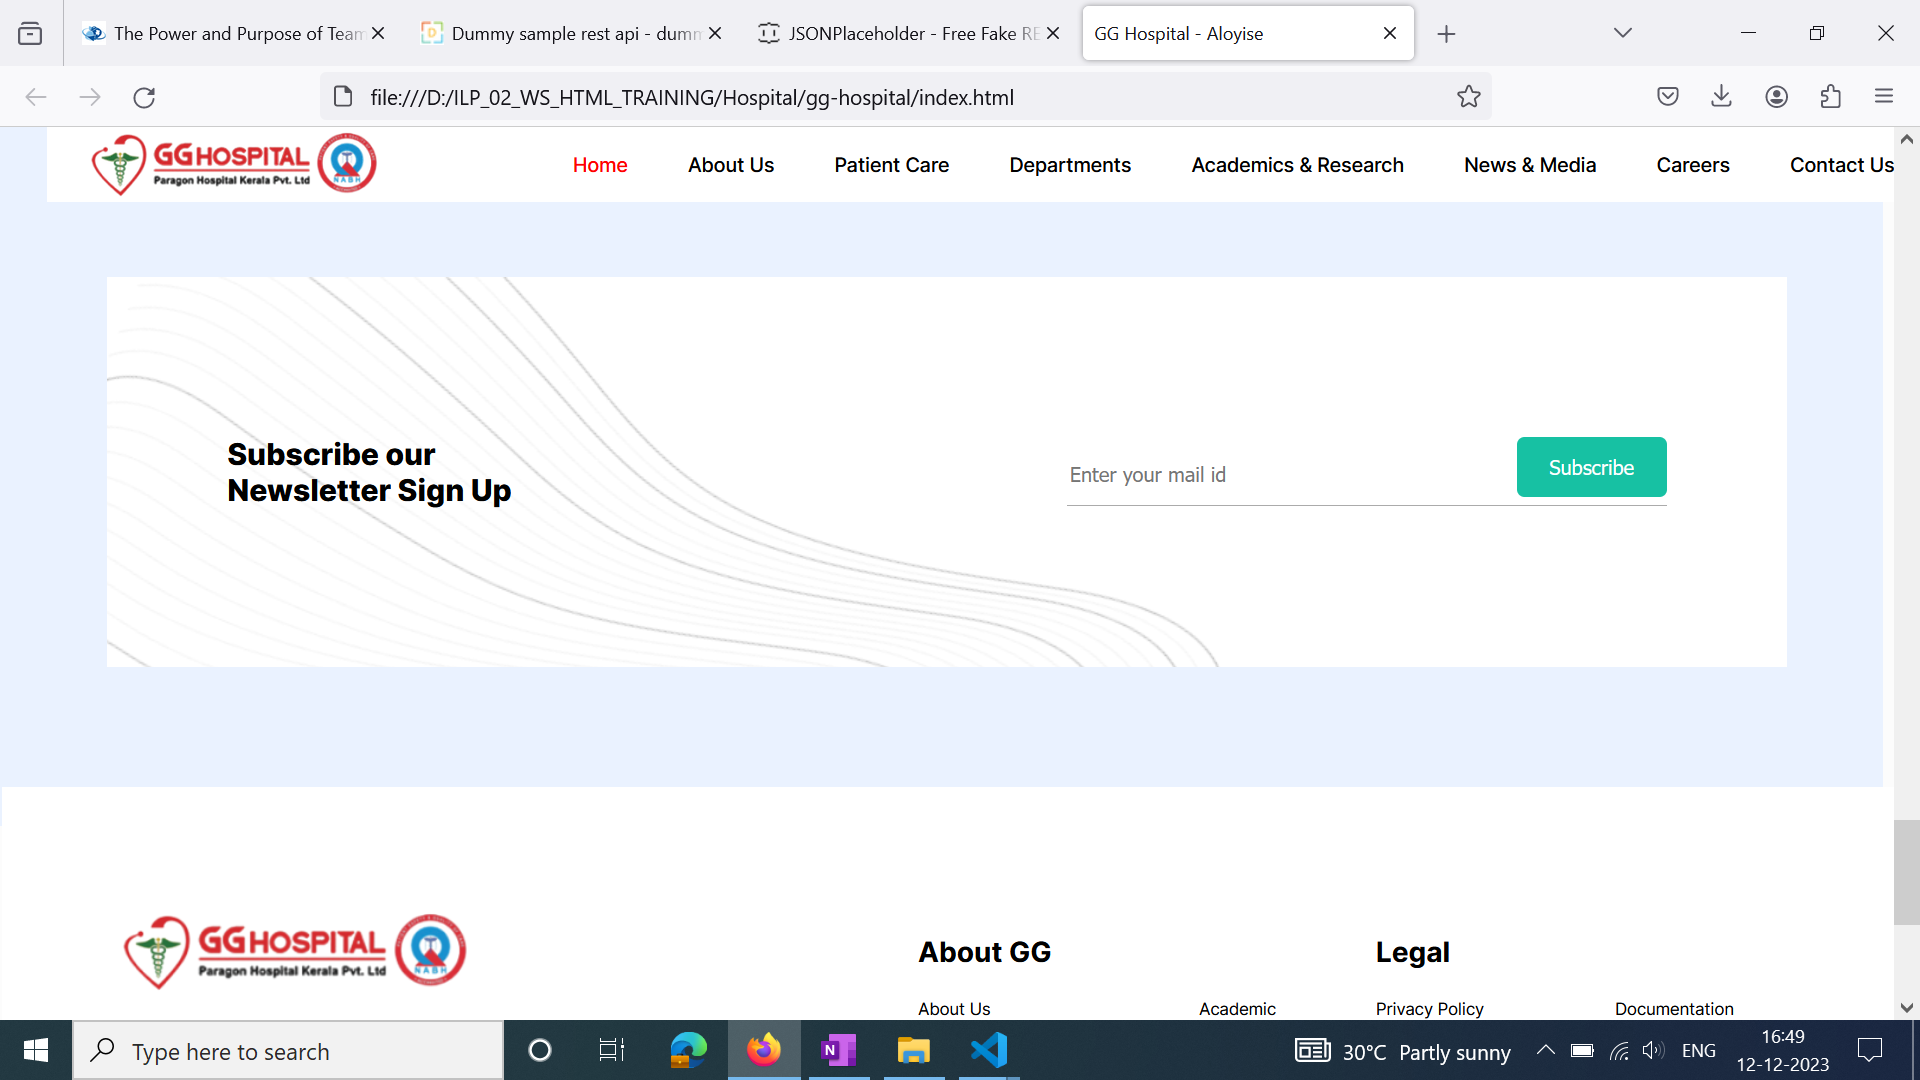 The Power and Purpose of Team
Dummy sample rest api - dumm
JSONPlaceholder - Free Fake RE
GG Hospital - Aloyise
file:///D:/ILP_02_WS_HTML_TRAINING/Hospital/gg-hospital/index.html
GG HOSPITAL
Paragon Hospital Kerala Pvt. Ltd
NABH
Home
About Us
Patient Care
Departments
Academics & Research
News & Media
Careers
Contact Us
Subscribe our
Newsletter Sign Up
Enter your mail id
Subscribe
GG HOSPITAL
Paragon Hospital Kerala Pvt. Ltd
NABH
About GG
Legal
About Us
Academic
Privacy Policy
Documentation
Type here to search
N
30°C Partly sunny
ENG
16:49
12-12-2023